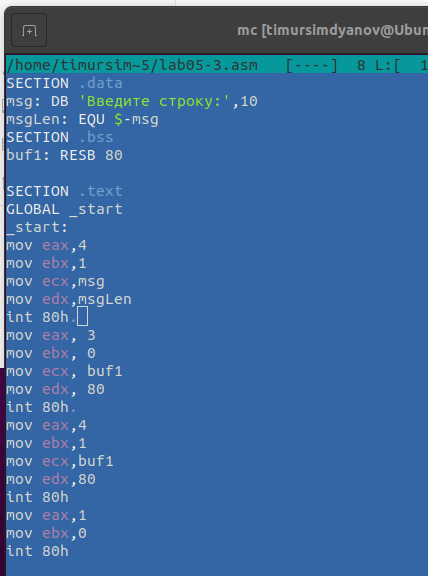 mc [timursimdyanov@Ubun
/home/timursim~5/lab05-3.asm [----] 8 L:[ 1
SECTION .data
msg: DB 'Введите строку:',10
msgLen: EQU $-msg
SECTION .bss
buf1: RESB 80
SECTION .text
GLOBAL _start
_start:
mov eax,4
mov ebx,1
mov ecx,msg
mov edx,msgLen
int 80h.
mov eax, 3
mov ebx, 0
mov ecx, buf1
mov edx, 80
int 80h.
mov eax,4
mov ebx,1
mov ecx,buf1
mov edx,80
int 80h
mov eax,1
mov ebx,0
int 80h